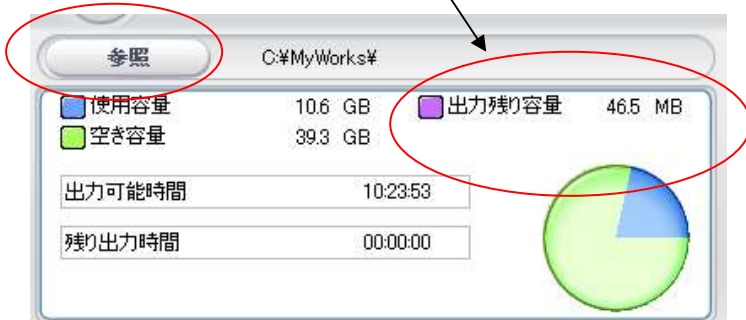 参照 C:¥MyWorks¥
使用容量 10.6 GB 出力残り容量 46.5 MB
空き容量 39.3 GB
出力可能時間 10:23:53
残り出力時間 00:00:00